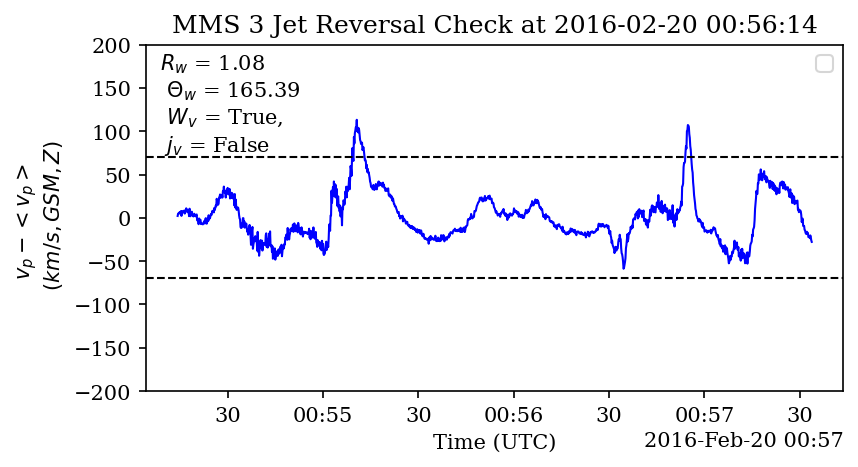 MMS 3 Jet Reversal Check at 2016-02-20 00:56:14
R_w = 1.08
Θ_w = 165.39
W_v = True,
j_v = False
v_p − < v_p >
(km/s, GSM, Z)
200
150
100
50
0
−50
−100
−150
−200
30 00:55 30 00:56 30 00:57 30
Time (UTC)
2016-Feb-20 00:57